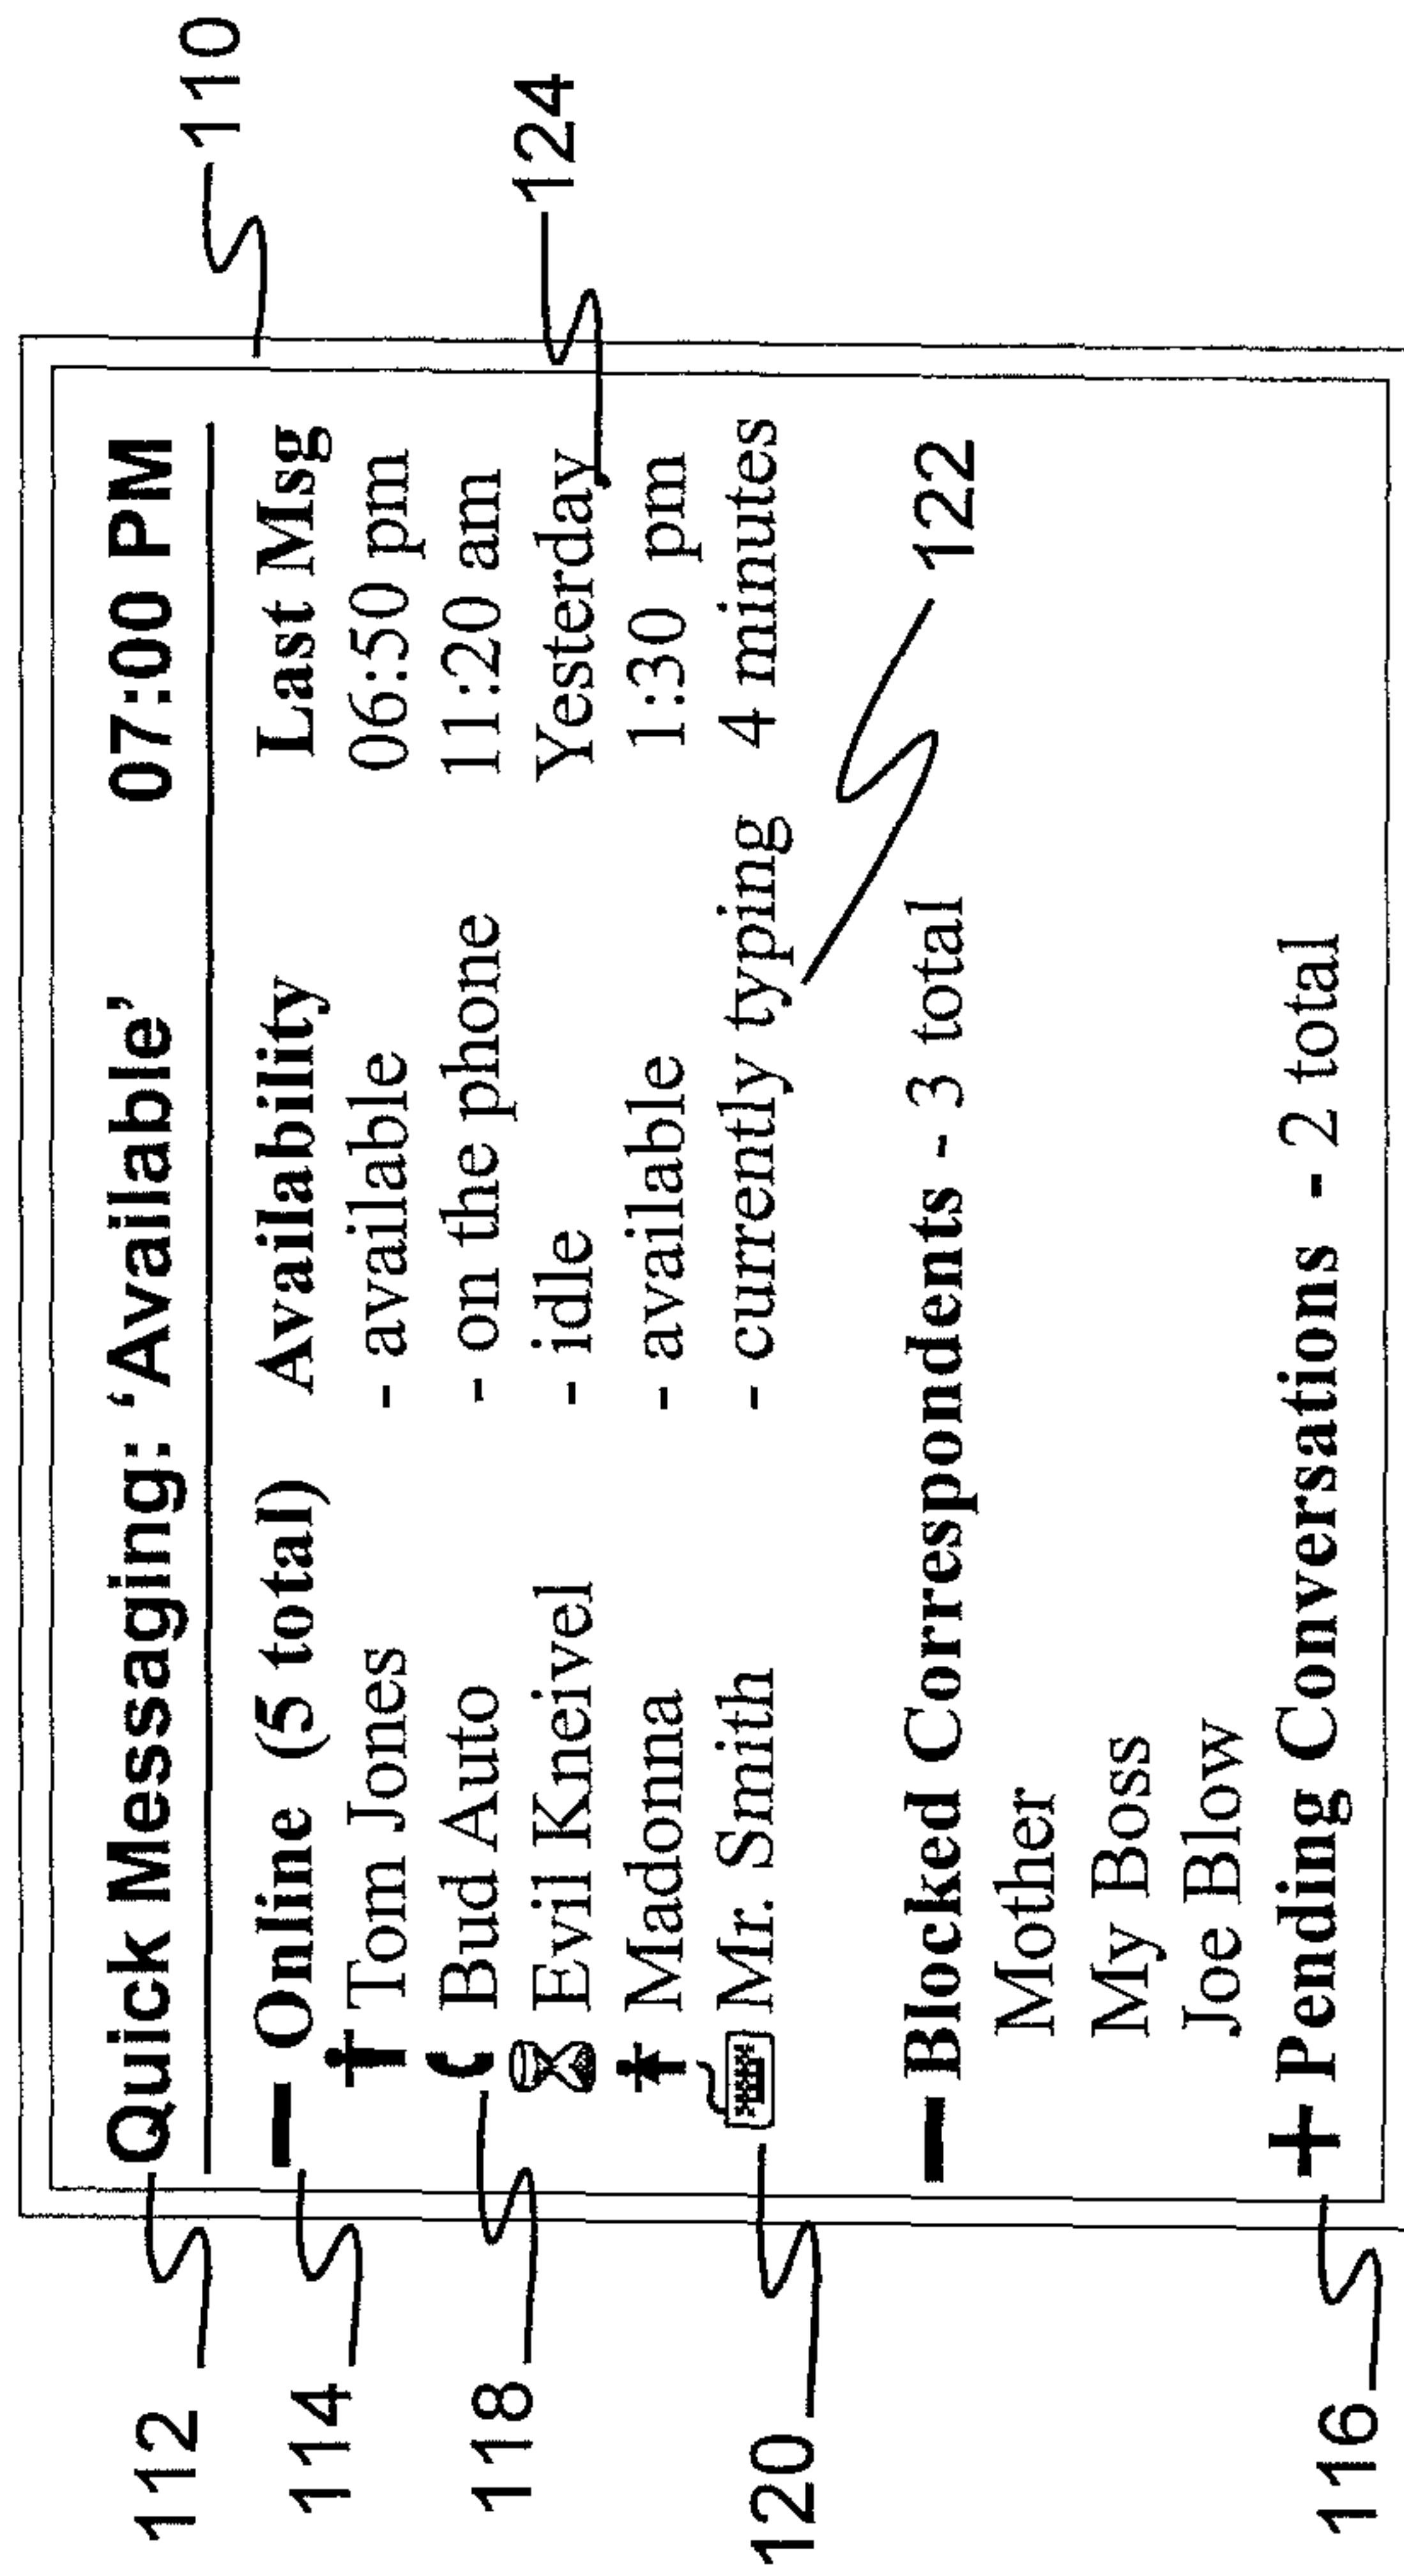 110
112 Quick Messaging: ‘Available’ 07:00 PM
114 – Online (5 total) Availability Last Msg
Tom Jones - available 06:50 pm
118 Bud Auto - on the phone 11:20 am
Evil Kneivel - idle Yesterday 124
Madonna - available 1:30 pm
120 Mr. Smith - currently typing 4 minutes
122
– Blocked Correspondents - 3 total
Mother
My Boss
Joe Blow
116 + Pending Conversations - 2 total